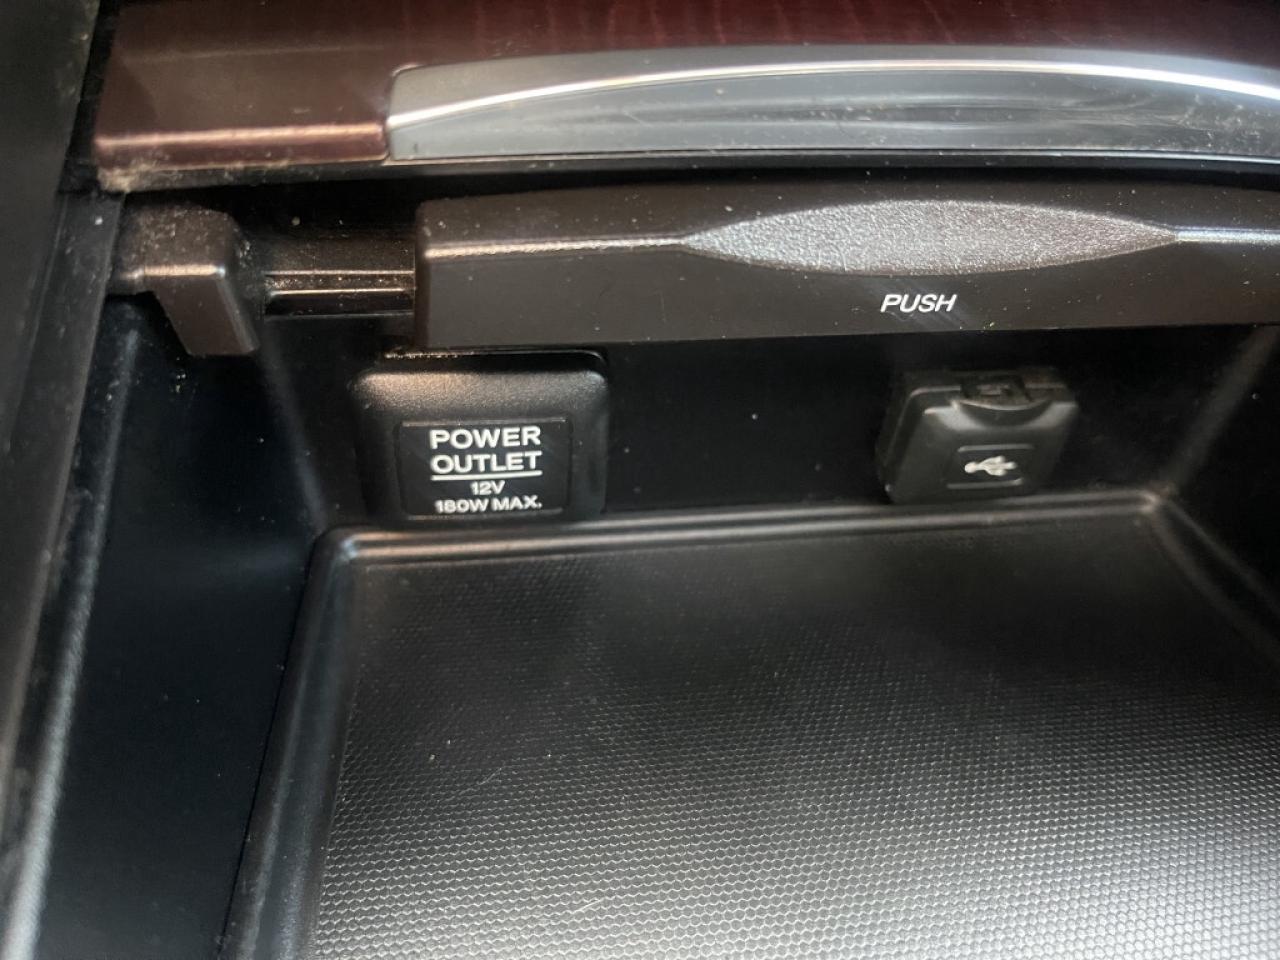 PUSH
POWER
OUTLET
12V
180W MAX.